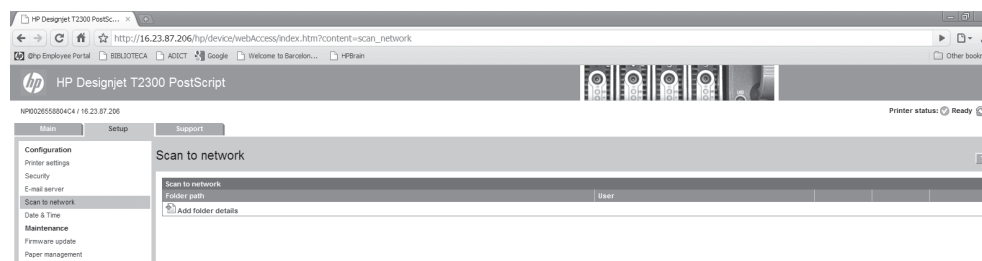 HP Designjet T2300 PostSc...
http://16.23.87.206/hp/device/webAccess/index.htm?content=scan_network
@hp Employee Portal BIBLIOTECA ADICT Google Welcome to Barcelon... HPBrain Other bookm
hp HP Designjet T2300 PostScript
NPI0026558804C4 / 16.23.87.206 Printer status: Ready
Main Setup Support
Configuration
Printer settings
Security
E-mail server
Scan to network
Date & Time
Maintenance
Firmware update
Paper management
Scan to network
Scan to network
Folder path User
Add folder details